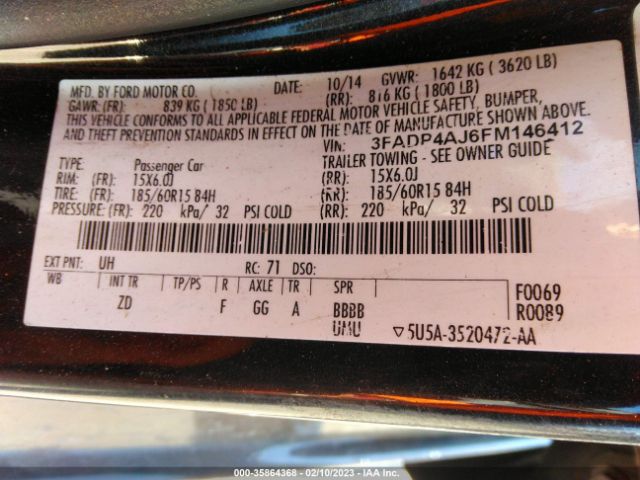 MFD. BY FORD MOTOR CO. DATE: 10/14 GVWR: 1642 KG ( 3620 LB)
GAWR: (FR): 839 KG ( 1850 LB) (RR): 816 KG ( 1800 LB)
THIS VEHICLE CONFORMS TO ALL APPLICABLE FEDERAL MOTOR VEHICLE SAFETY, BUMPER,
AND THEFT PREVENTION STANDARDS IN EFFECT ON THE DATE OF MANUFACTURE SHOWN ABOVE.
VIN: 3FADP4AJ6FM146412
TYPE: Passenger Car TRAILER TOWING - SEE OWNER GUIDE
RIM: (FR): 15X6.0J (RR): 15X6.0J
TIRE: (FR): 185/60R15 84H (RR): 185/60R15 84H
PRESSURE: (FR): 220 kPa/ 32 PSI COLD (RR): 220 kPa/ 32 PSI COLD
EXT PNT: UH RC: 71 DSO:
WB INT TR TP/PS R AXLE TR SPR F0069
ZD F GG A BBBB R0089
UMU ▽5U5A-3520472-AA
000-35864368 — 02/10/2023 — IAA Inc.